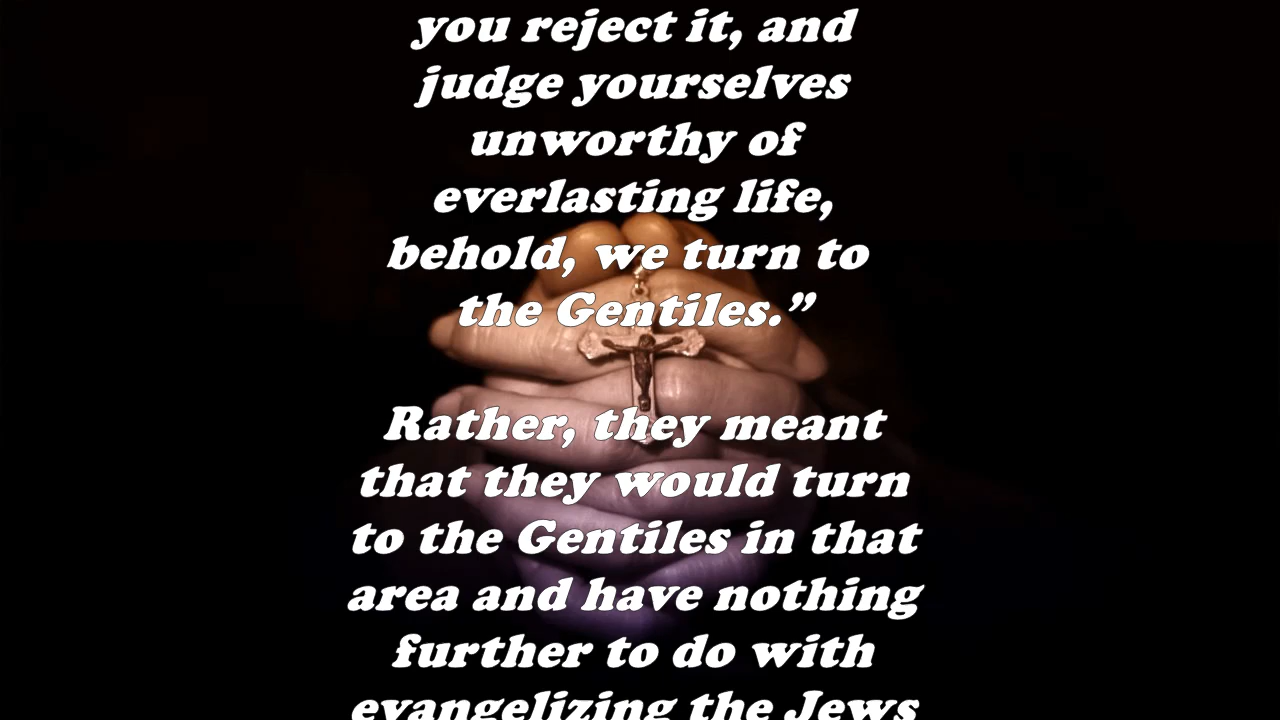 you reject it, and
judge yourselves
unworthy of
everlasting life,
behold, we turn to
the Gentiles.”
Rather, they meant
that they would turn
to the Gentiles in that
area and have nothing
further to do with
evangelizing the Jews